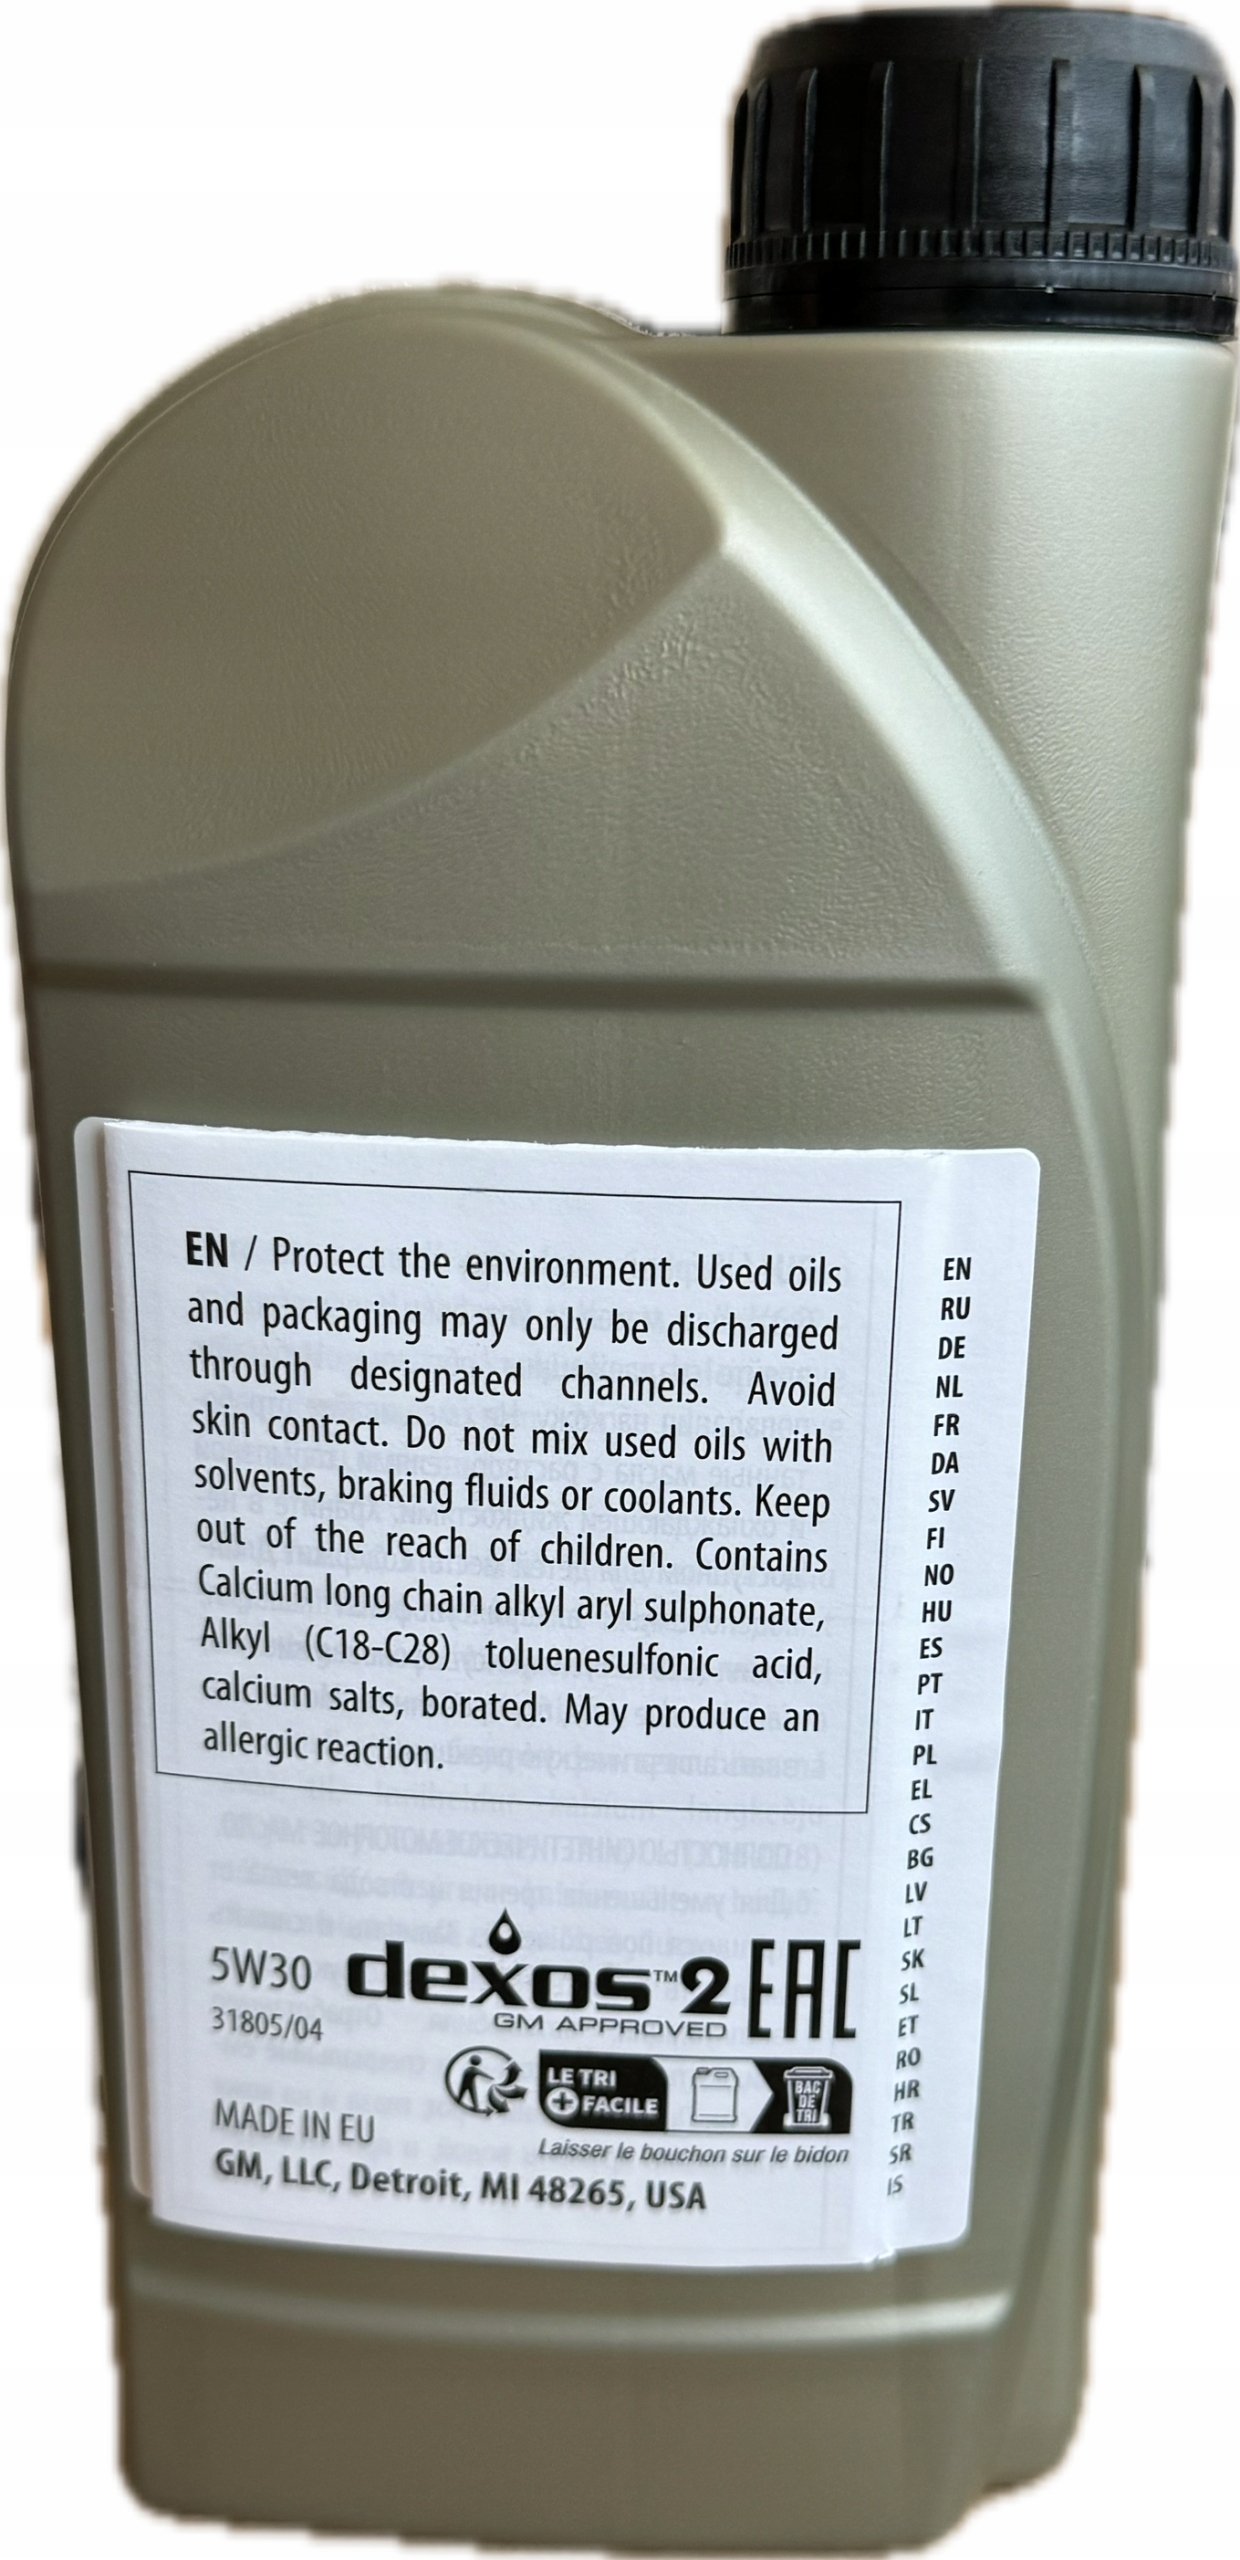 EN / Protect the environment. Used oils
and packaging may only be discharged
through designated channels. Avoid
skin contact. Do not mix used oils with
solvents, braking fluids or coolants. Keep
out of the reach of children. Contains
Calcium long chain alkyl aryl sulphonate,
Alkyl (C18-C28) toluenesulfonic acid,
calcium salts, borated. May produce an
allergic reaction.
EN
RU
DE
NL
FR
DA
SV
FI
NO
HU
ES
PT
IT
PL
EL
CS
BG
LV
LT
SK
SL
ET
RO
HR
TR
SR
IS
5W30 dexos™2 EAC
GM APPROVED
31805/04
LE TRI
+ FACILE
BAC
DE
TRI
Laisser le bouchon sur le bidon
MADE IN EU
GM, LLC, Detroit, MI 48265, USA